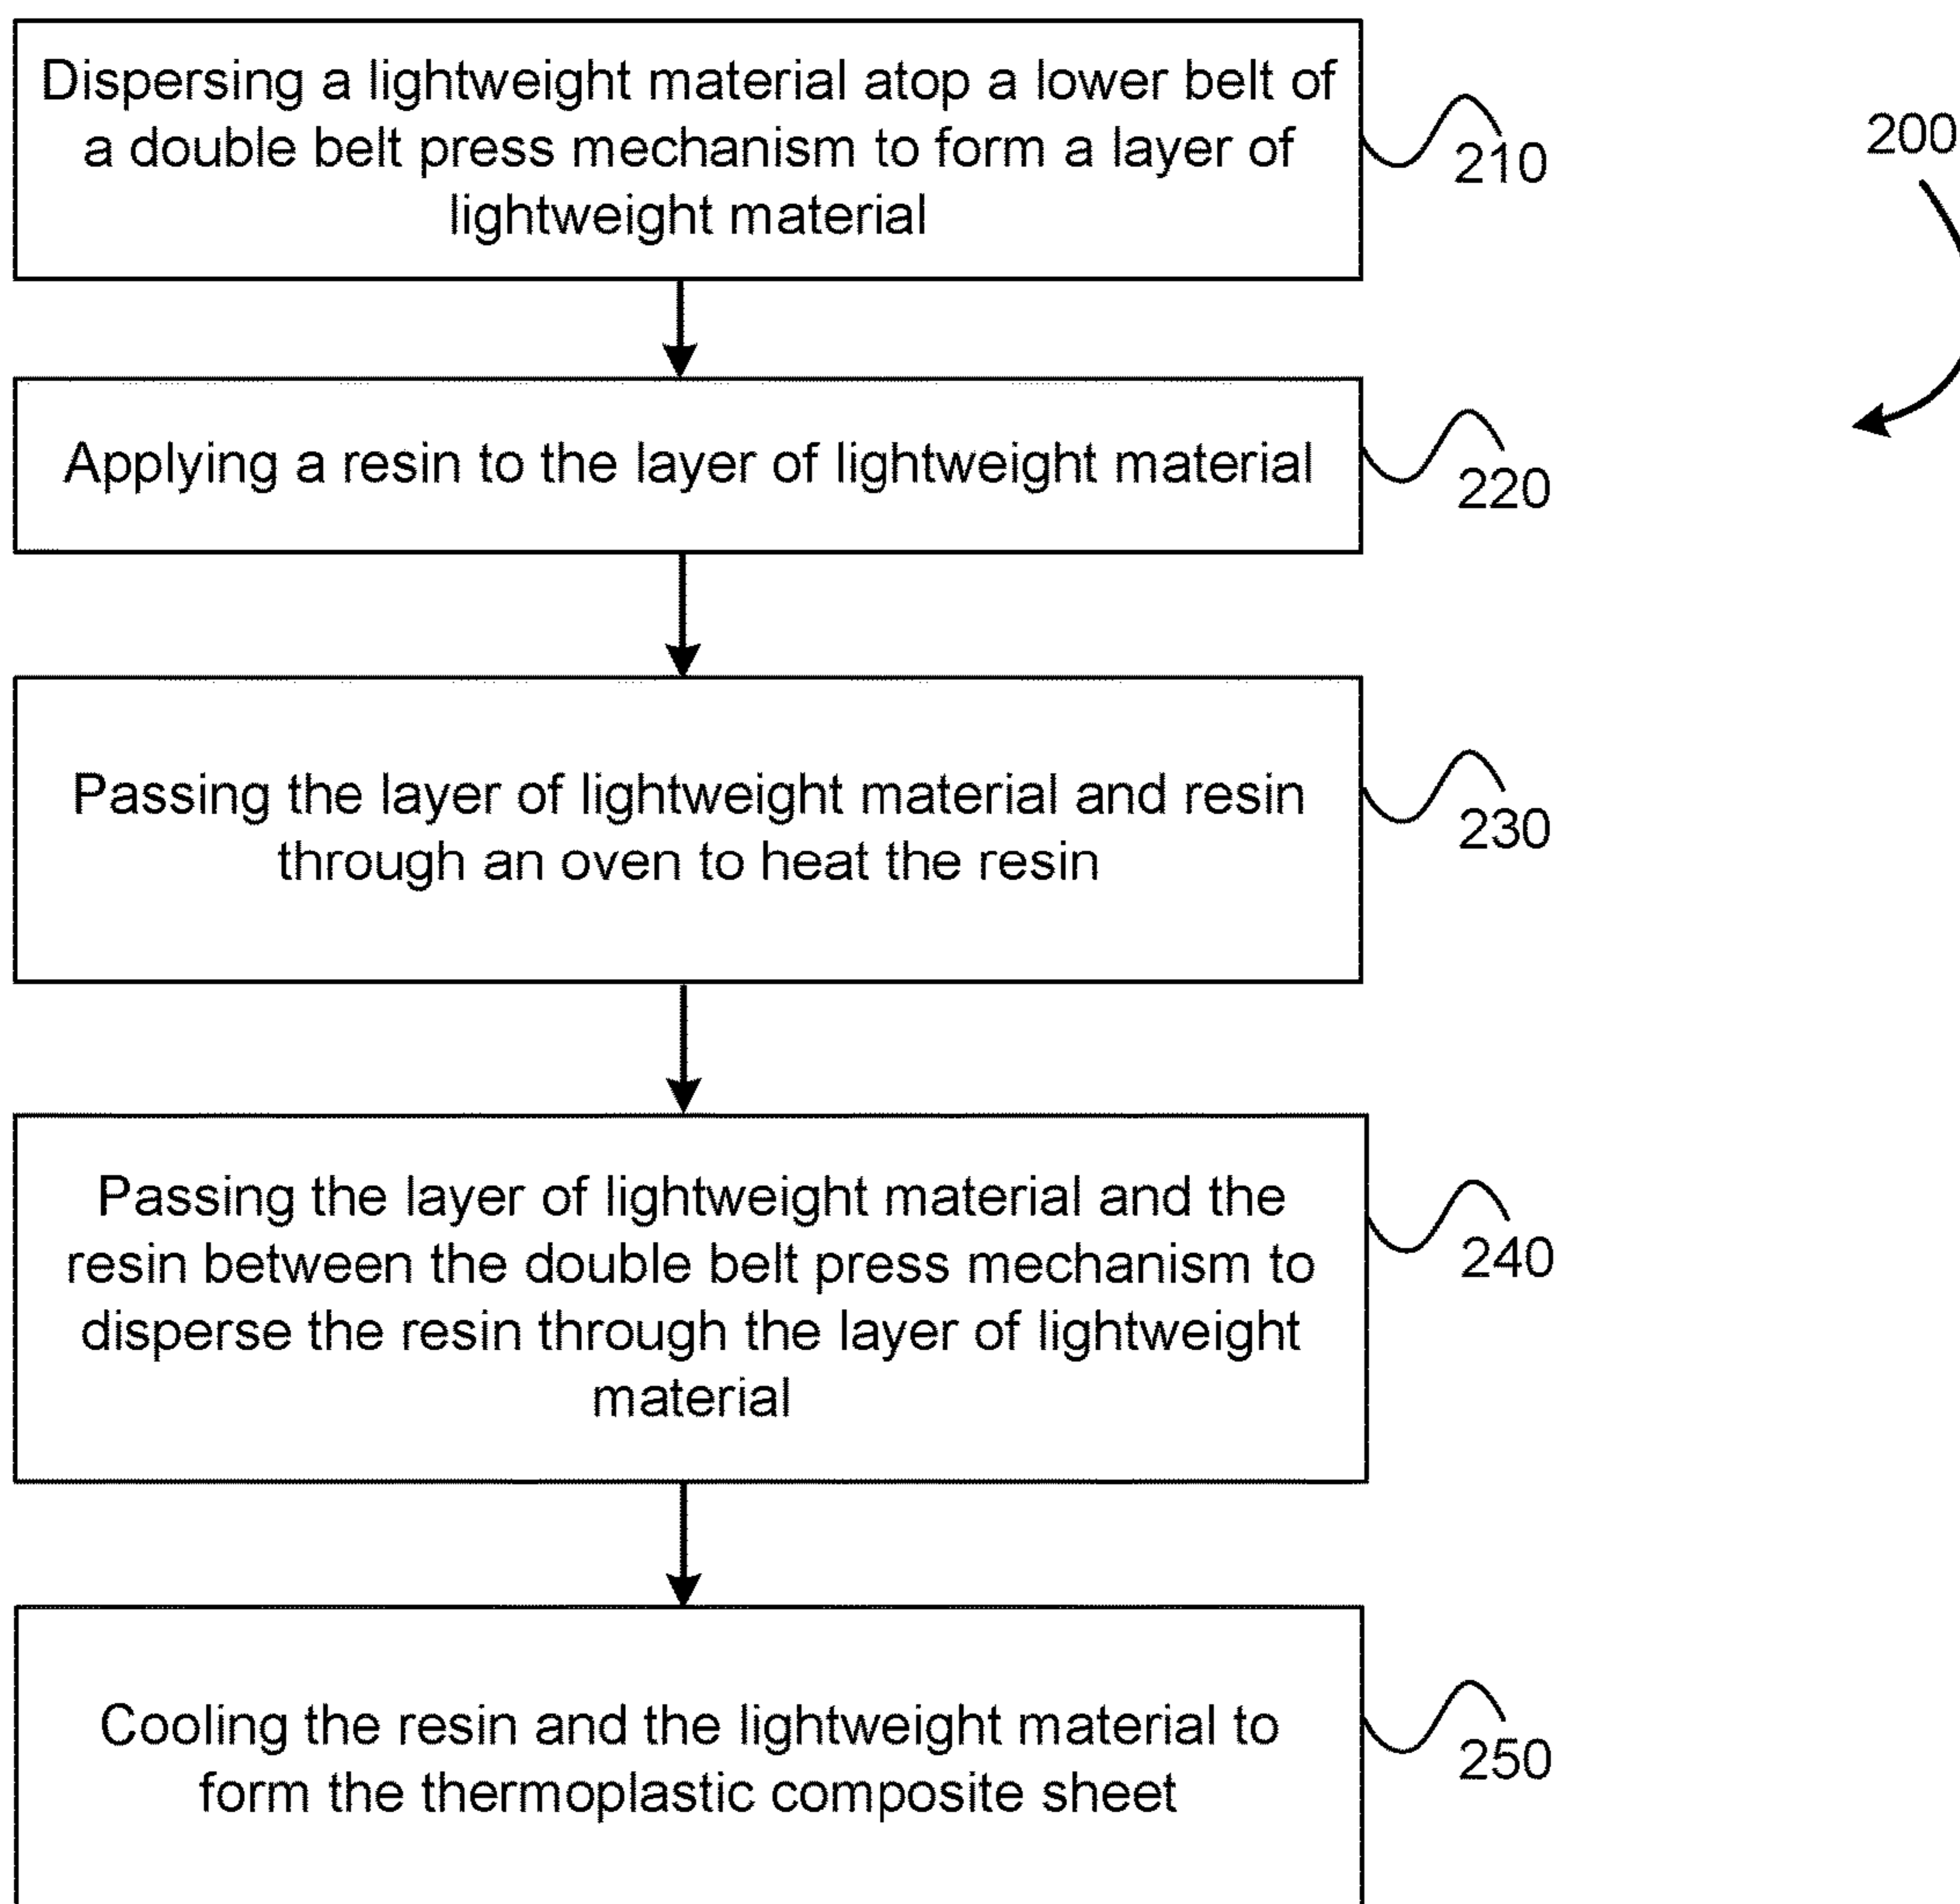 Dispersing a lightweight material atop a lower belt of
a double belt press mechanism to form a layer of
lightweight material
210
200
Applying a resin to the layer of lightweight material
220
Passing the layer of lightweight material and resin
through an oven to heat the resin
230
Passing the layer of lightweight material and the
resin between the double belt press mechanism to
disperse the resin through the layer of lightweight
material
240
Cooling the resin and the lightweight material to
form the thermoplastic composite sheet
250